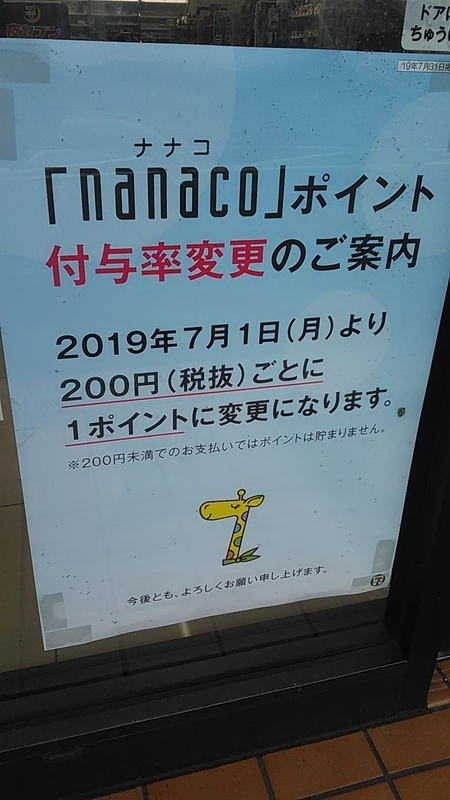 ドア
ちゅうい
19年7月31日
ナナコ
「nanaco」ポイント
付与率変更のご案内
2019年7月1日(月)より
200円(税抜)ごとに
1ポイントに変更になります。
※200円未満でのお支払いではポイントは貯まりません。
今後とも、よろしくお願い申し上げます。